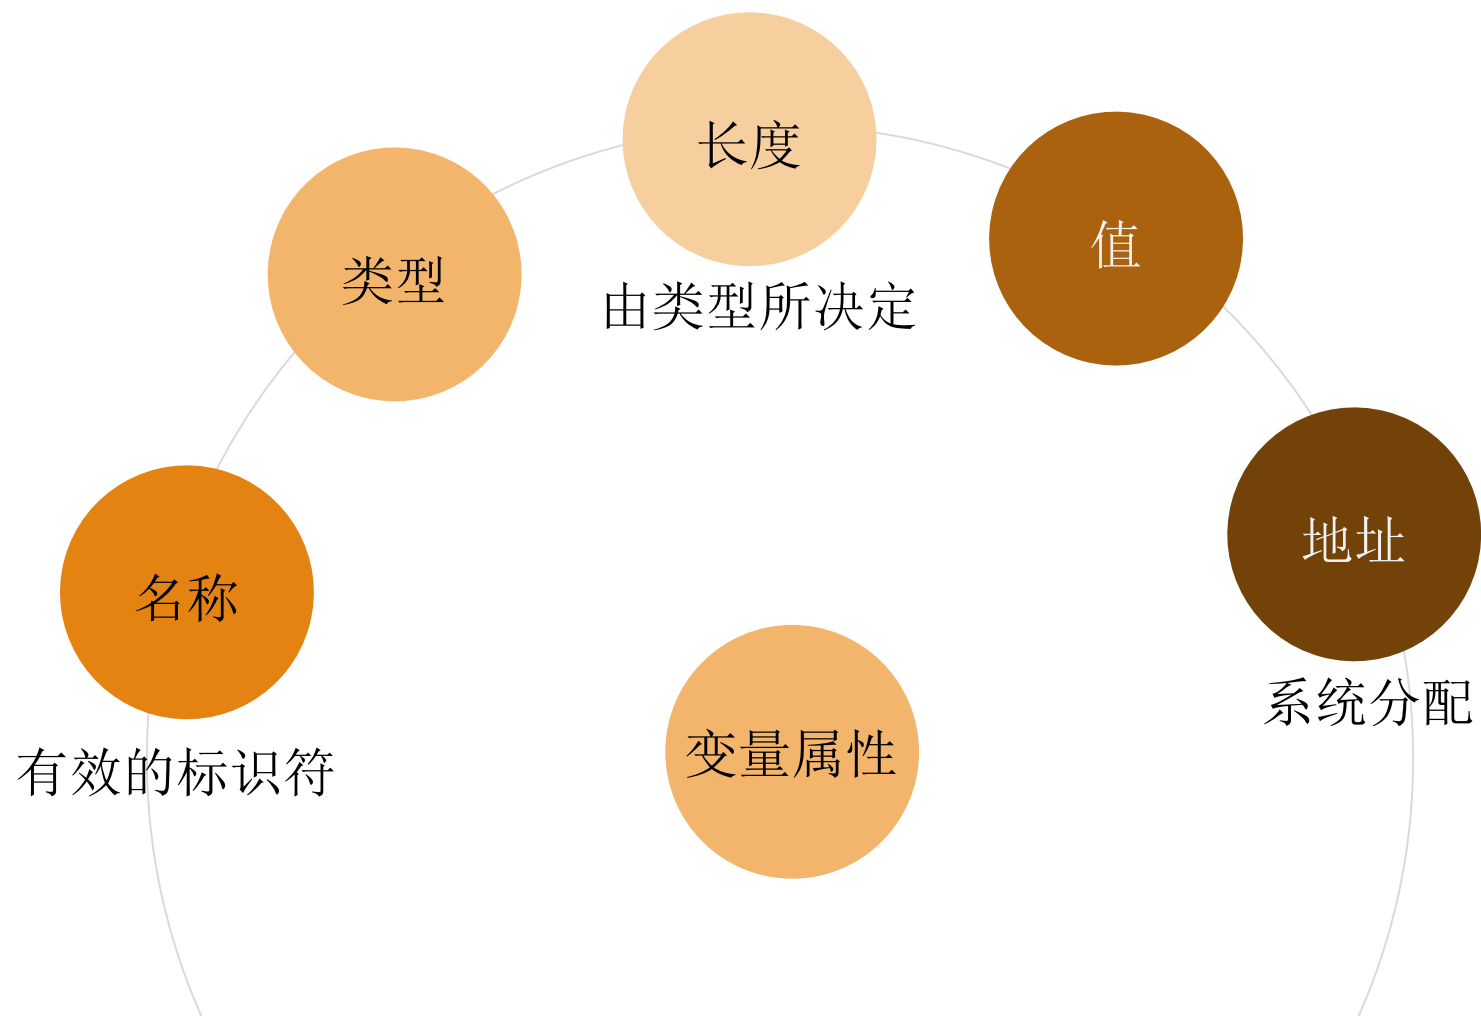 长度
值
类型
由类型所决定
地址
名称
系统分配
变量属性
有效的标识符